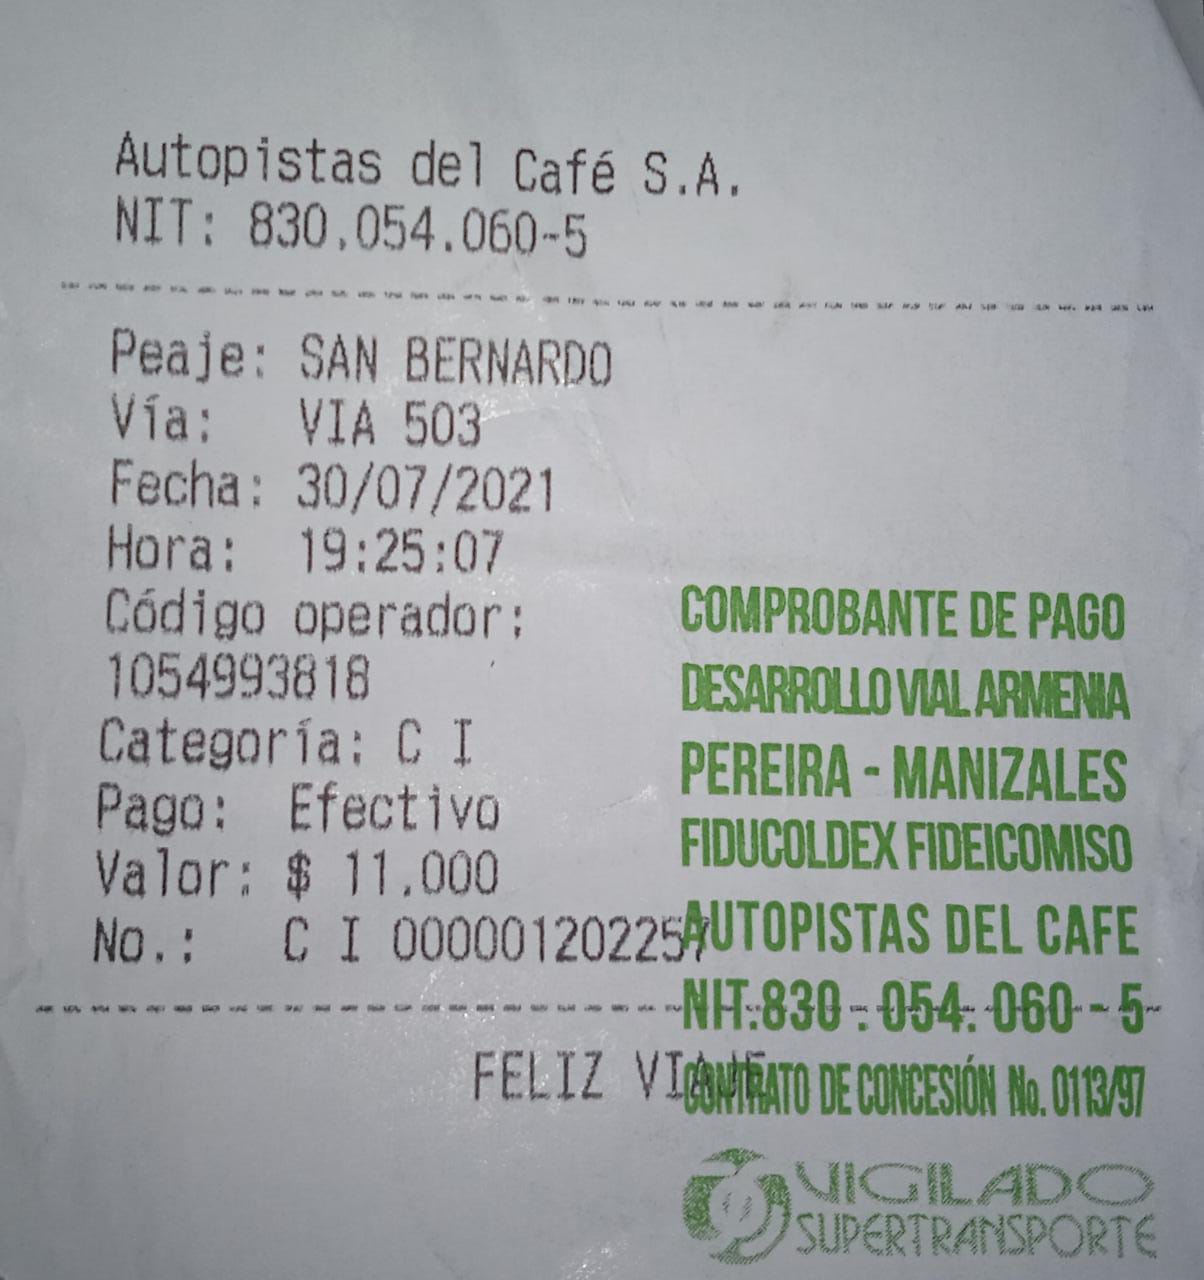 Autopistas del Café S.A.
NIT: 830.054.060-5
Peaje: SAN BERNARDO
Vía: VIA 503
Fecha: 30/07/2021
Hora: 19:25:07
Código operador:
1054993818
Categoría: C I
Pago: Efectivo
Valor: $ 11.000
No.: C I 000001202257
FELIZ VIAJE
COMPROBANTE DE PAGO
DESARROLLO VIAL ARMENIA
PEREIRA - MANIZALES
FIDUCOLDEX FIDEICOMISO
AUTOPISTAS DEL CAFE
NIT.830.054.060-5
CONTRATO DE CONCESIÓN No. 0113/97
VIGILADO
SUPERTRANSPORTE